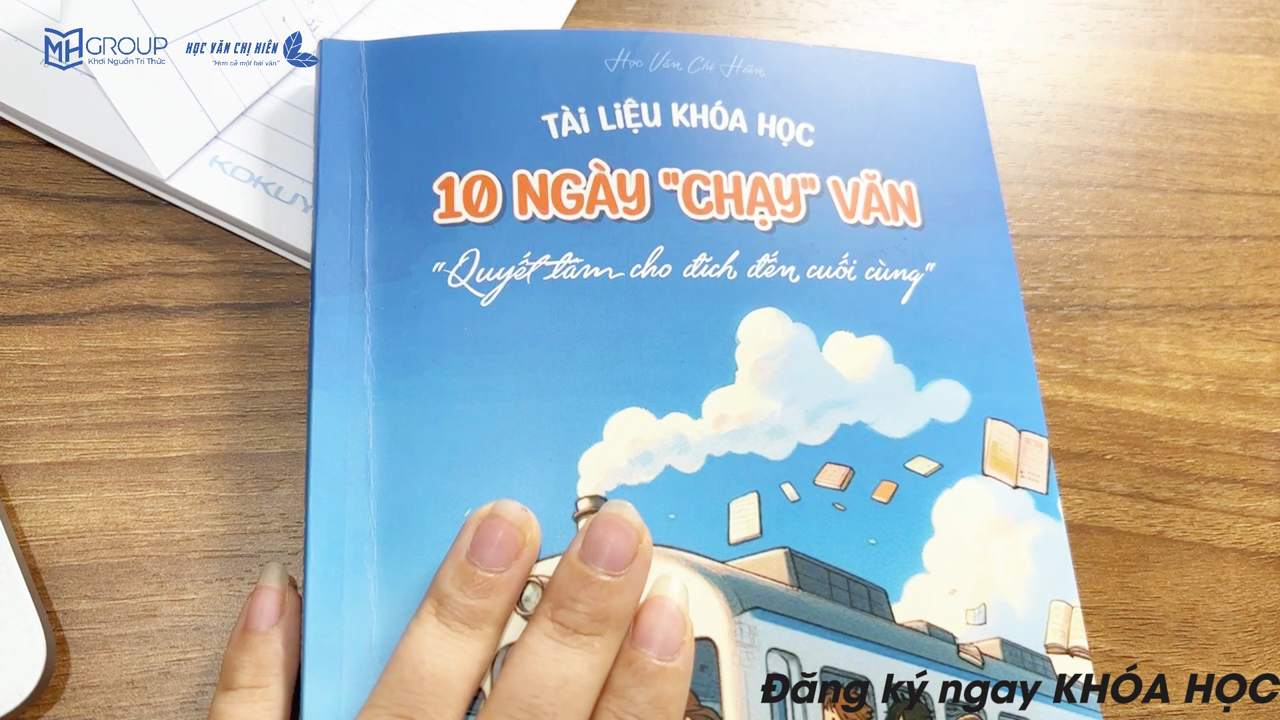 MH GROUP
Khơi Nguồn Tri Thức
HỌC VĂN CHỊ HIÊN
"Hơn cả một bài văn"
KOKUY
Học Văn Chị Hiên
TÀI LIỆU KHÓA HỌC
10 NGÀY "CHẠY" VĂN
"Quyết tâm cho đích đến cuối cùng"
Đăng ký ngay KHÓA HỌC